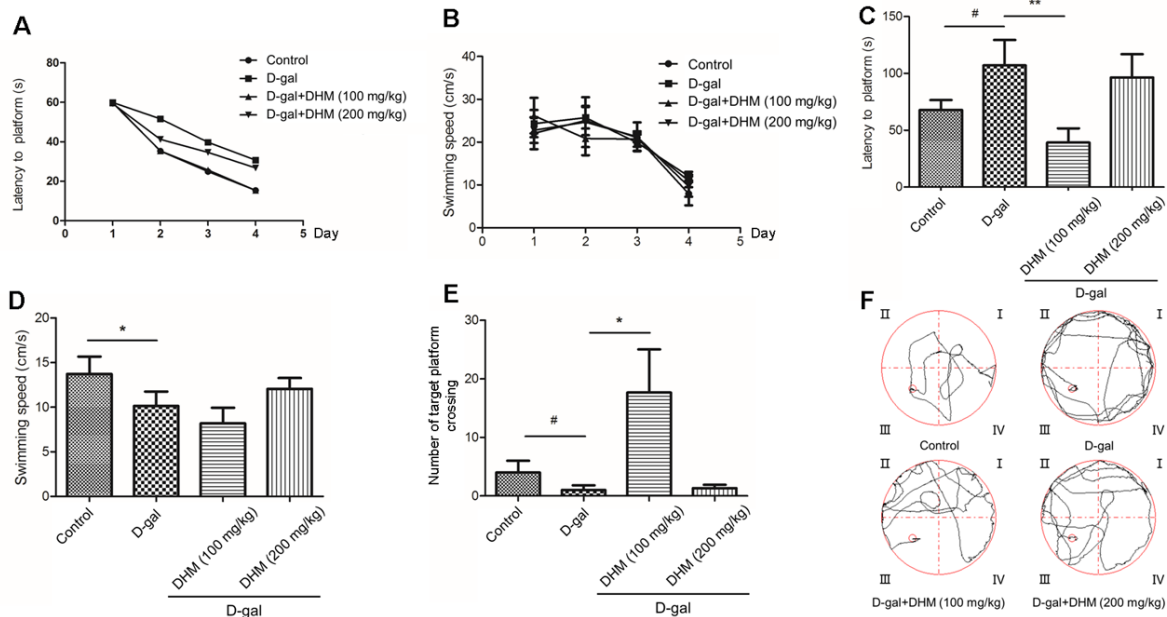 A
Latency to platform (s)
80
60
40
20
0
0
1
2
3
4
5
Day
Control
D-gal
D-gal+DHM (100 mg/kg)
D-gal+DHM (200 mg/kg)
B
Swimming speed (cm/s)
40
30
20
10
0
0
1
2
3
4
5
Day
Control
D-gal
D-gal+DHM (100 mg/kg)
D-gal+DHM (200 mg/kg)
C
Latency to platform (s)
150
100
50
0
#
**
Control
D-gal
DHM (100 mg/kg)
DHM (200 mg/kg)
D-gal
D
Swimming speed (cm/s)
20
15
10
5
0
*
Control
D-gal
DHM (100 mg/kg)
DHM (200 mg/kg)
D-gal
E
Number of target platform
crossing
30
20
10
0
#
*
Control
D-gal
DHM (100 mg/kg)
DHM (200 mg/kg)
D-gal
F
II
I
III
IV
Control
II
I
III
IV
D-gal
II
I
III
IV
D-gal+DHM (100 mg/kg)
II
I
III
IV
D-gal+DHM (200 mg/kg)